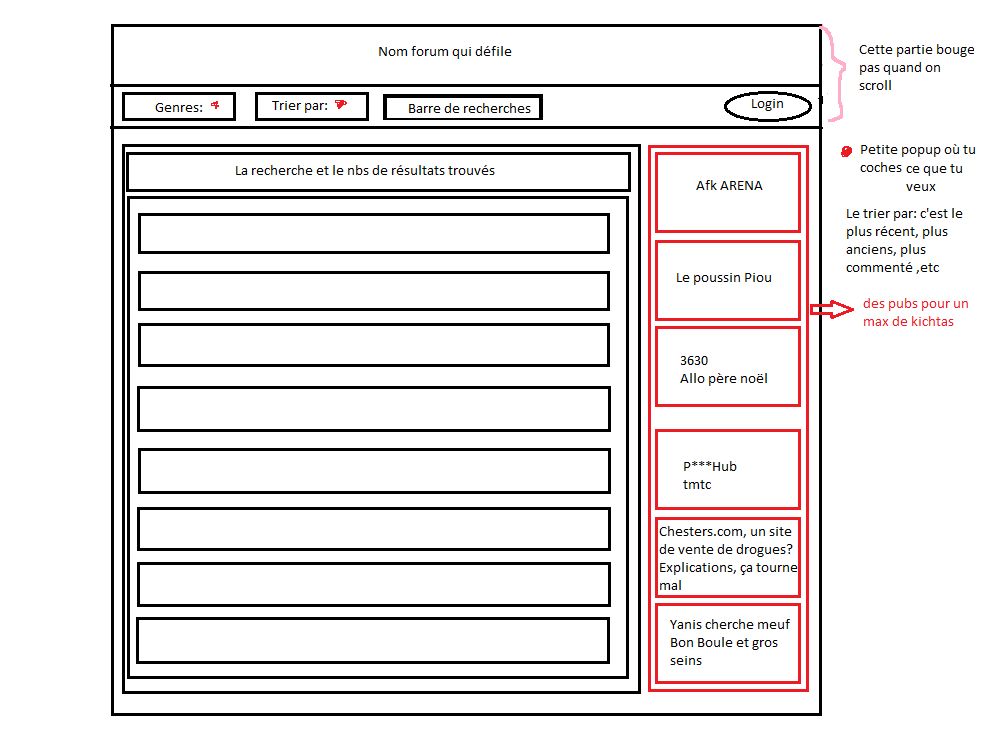 Nom forum qui défile
Cette partie bouge
pas quand on
scroll
Genres:
Trier par:
Barre de recherches
Login
La recherche et le nbs de résultats trouvés
Afk ARENA
Le poussin Piou
3630
Allo père noël
P***Hub
tmtc
Chesters.com, un site
de vente de drogues?
Explications, ça tourne
mal
Yanis cherche meuf
Bon Boule et gros
seins
Petite popup où tu
coches ce que tu
veux
Le trier par: c'est le
plus récent, plus
anciens, plus
commenté ,etc
des pubs pour un
max de kichtas